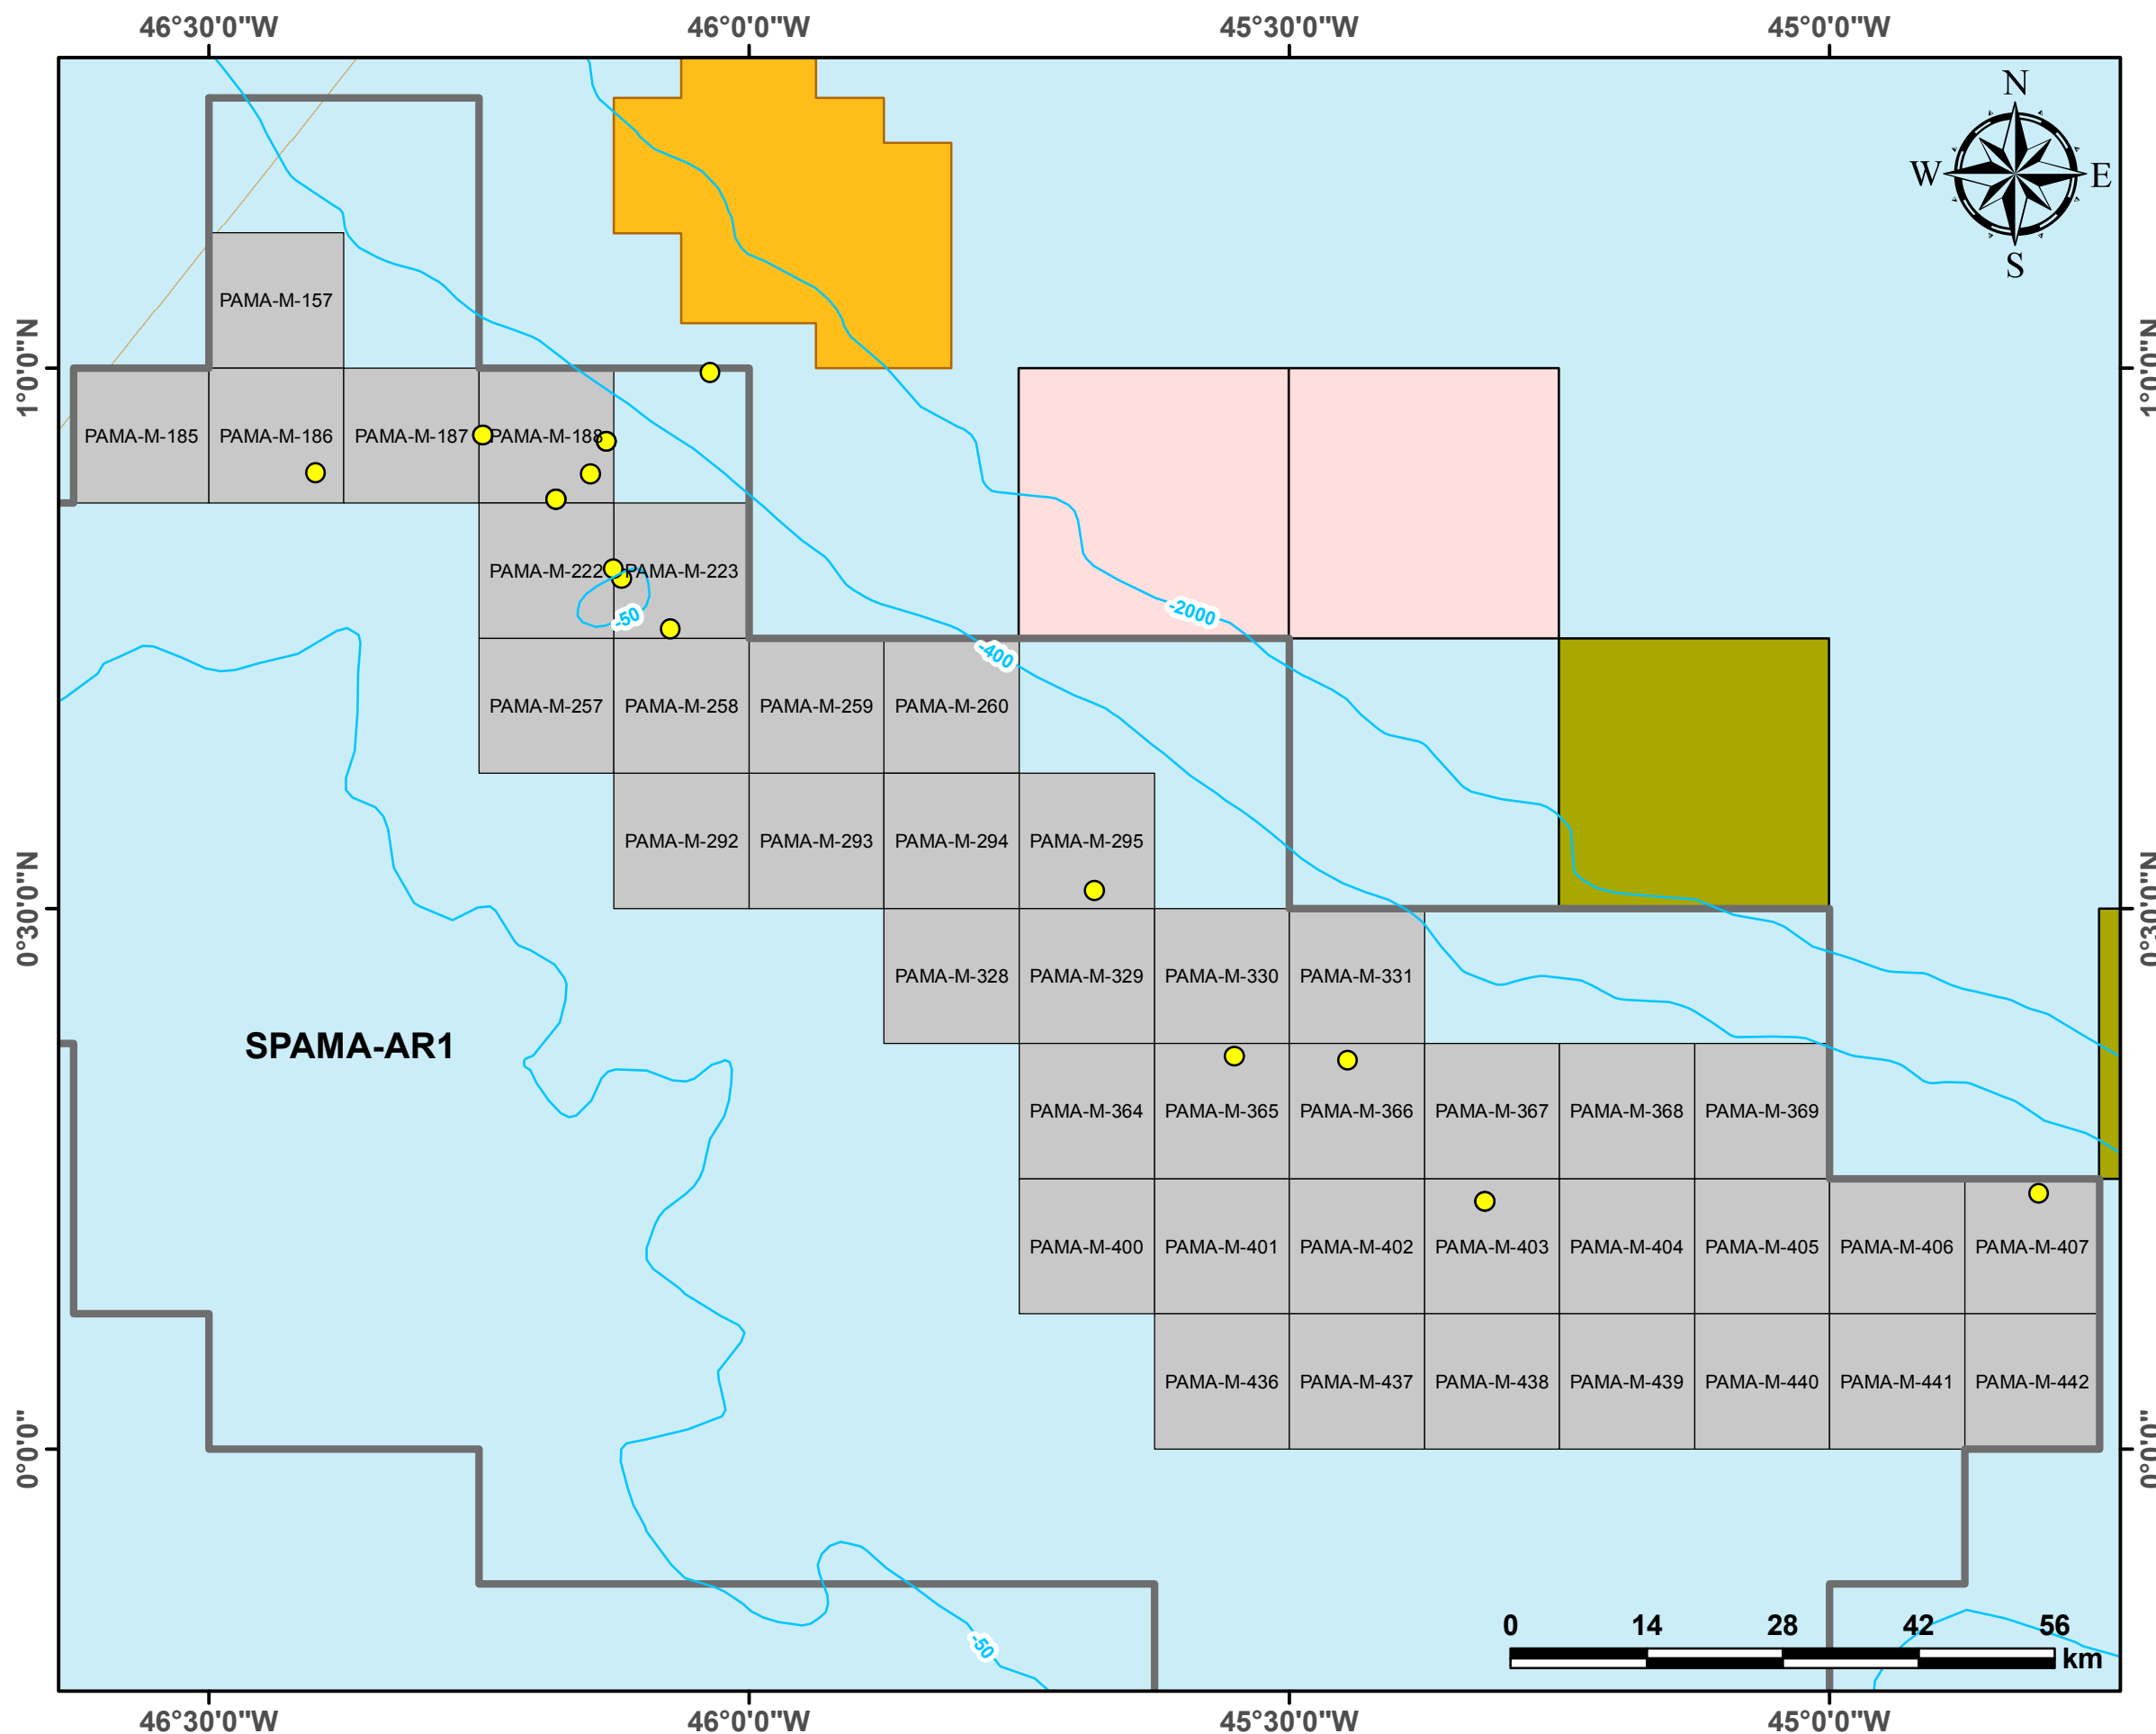 46°30'0"W 46°0'0"W 45°30'0"W 45°0'0"W
N
W E
S
PAMA-M-157
1°0'0"N 1°0'0"N
PAMA-M-185 PAMA-M-186 PAMA-M-187 PAMA-M-188
PAMA-M-222 PAMA-M-223
-50
-2000
-400
PAMA-M-257 PAMA-M-258 PAMA-M-259 PAMA-M-260
PAMA-M-292 PAMA-M-293 PAMA-M-294 PAMA-M-295
0°30'0"N 0°30'0"N
PAMA-M-328 PAMA-M-329 PAMA-M-330 PAMA-M-331
SPAMA-AR1
PAMA-M-364 PAMA-M-365 PAMA-M-366 PAMA-M-367 PAMA-M-368 PAMA-M-369
PAMA-M-400 PAMA-M-401 PAMA-M-402 PAMA-M-403 PAMA-M-404 PAMA-M-405 PAMA-M-406 PAMA-M-407
PAMA-M-436 PAMA-M-437 PAMA-M-438 PAMA-M-439 PAMA-M-440 PAMA-M-441 PAMA-M-442
0°0'0" 0°0'0"
-50
0 14 28 42 56
km
46°30'0"W 46°0'0"W 45°30'0"W 45°0'0"W